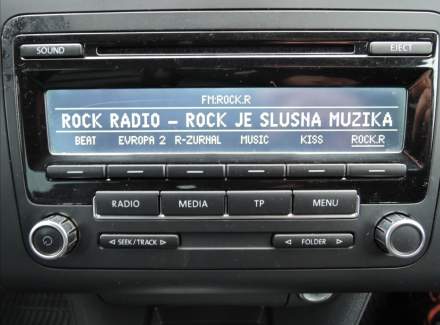 SOUND EJECT
FM:ROCK.R
ROCK RADIO - ROCK JE SLUSNA MUZIKA
BEAT EVROPA 2 R-ZURNAL MUSIC KISS ROCK.R
RADIO MEDIA TP MENU
SEEK/TRACK FOLDER